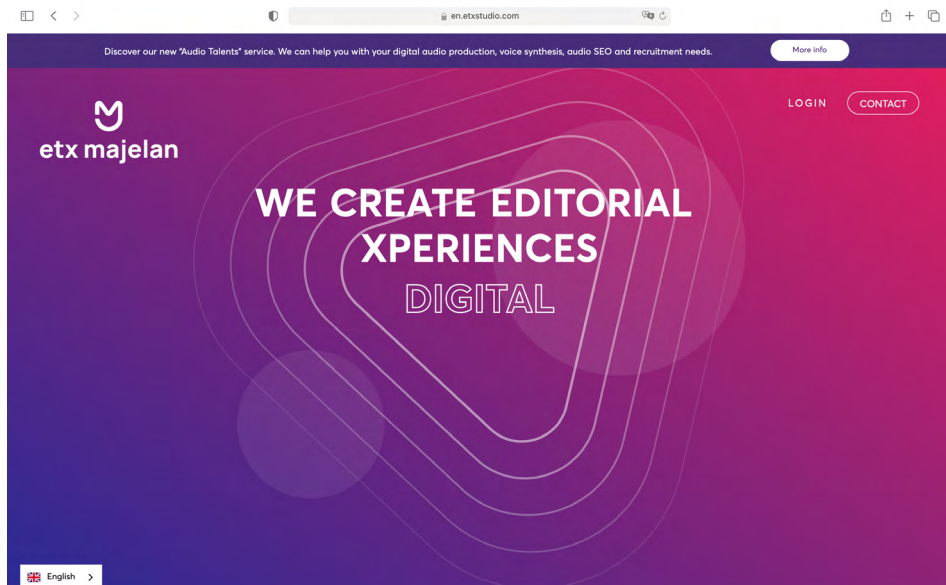 en.etxstudio.com
Discover our new "Audio Talents" service. We can help you with your digital audio production, voice synthesis, audio SEO and recruitment needs.
More info
LOGIN
CONTACT
etx majelan
WE CREATE EDITORIAL
XPERIENCES
DIGITAL
English